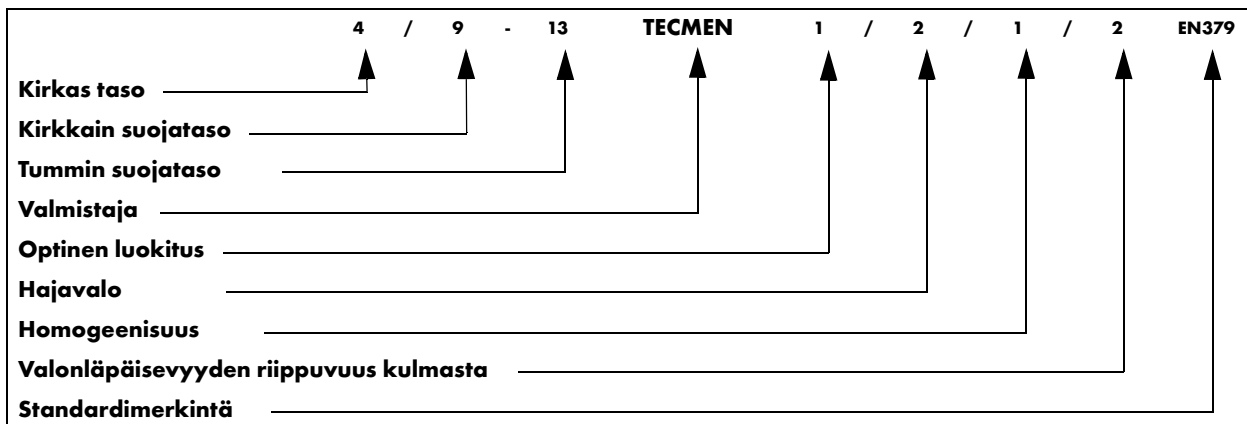 4 / 9 - 13 TECMEN 1 / 2 / 1 / 2 EN379
Kirkas taso
Kirkkain suojataso
Tummin suojataso
Valmistaja
Optinen luokitus
Hajavalo
Homogeenisuus
Valonläpäisevyyden riippuvuus kulmasta
Standardimerkintä